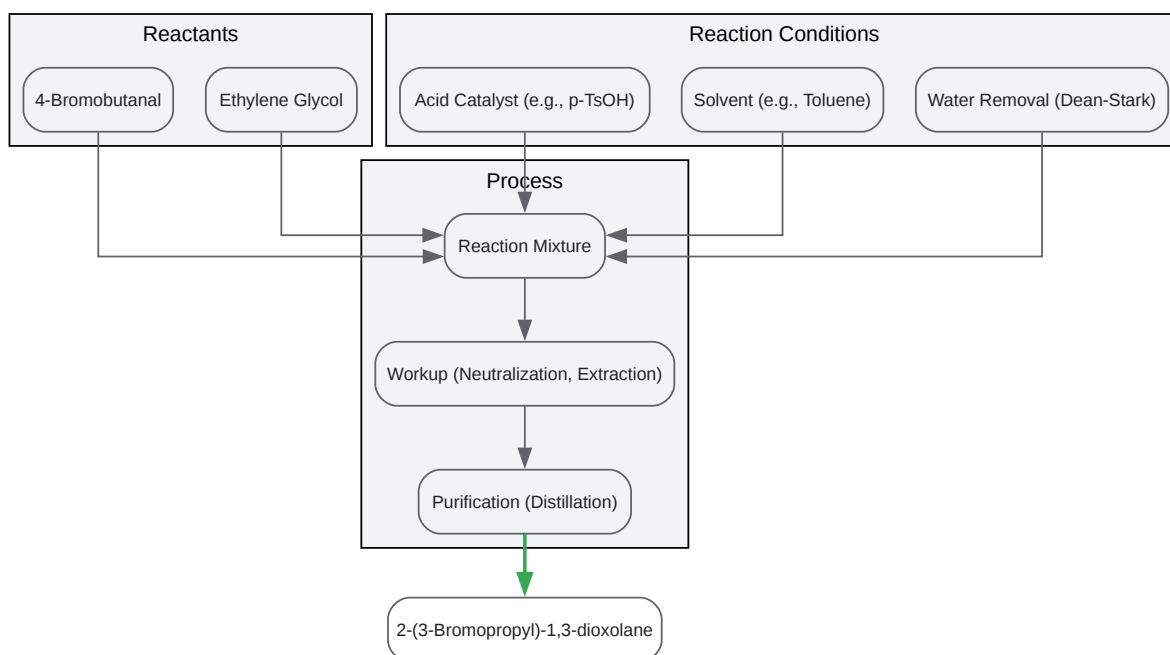 Reactants
Reaction Conditions
4-Bromobutanal
Ethylene Glycol
Acid Catalyst (e.g., p-TsOH)
Solvent (e.g., Toluene)
Water Removal (Dean-Stark)
Process
Reaction Mixture
Workup (Neutralization, Extraction)
Purification (Distillation)
2-(3-Bromopropyl)-1,3-dioxolane